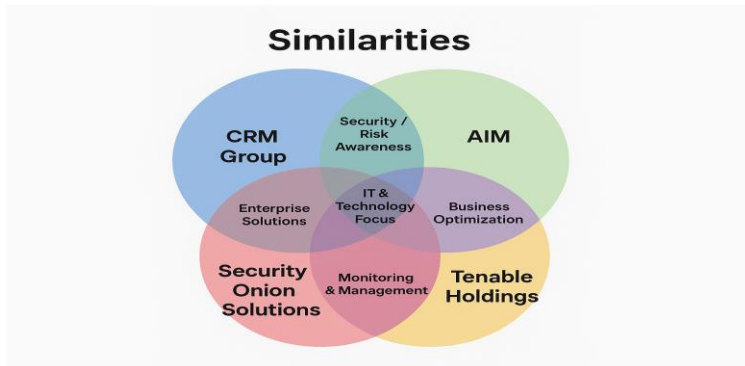 Similarities
CRM
Group
Security /
Risk
Awareness
AIM
Enterprise
Solutions
IT &
Technology
Focus
Business
Optimization
Security
Onion
Solutions
Monitoring
& Management
Tenable
Holdings